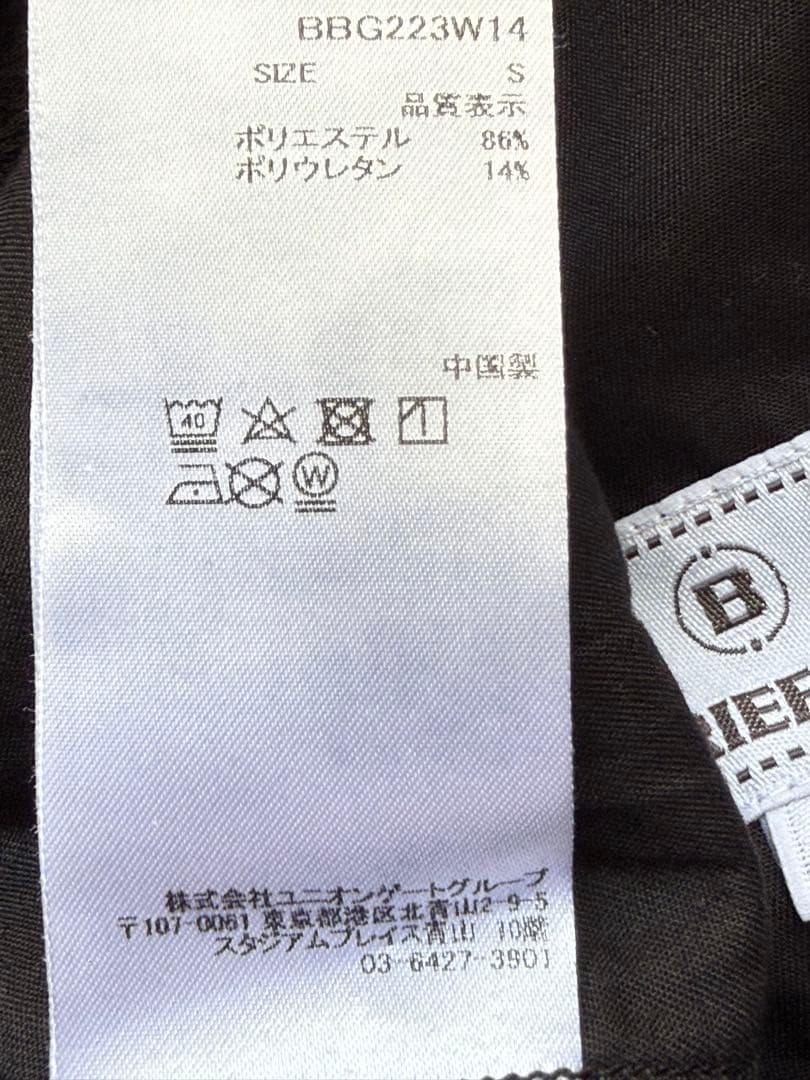 BBG223W14
SIZE S
品質表示
ポリエステル 86%
ポリウレタン 14%
中国製
40
W
株式会社ユニオンゲートグループ
〒107-0061 東京都港区北青山2-9-5
スタジアムプレイス青山 10階
03-6427-3901
B
RIEF